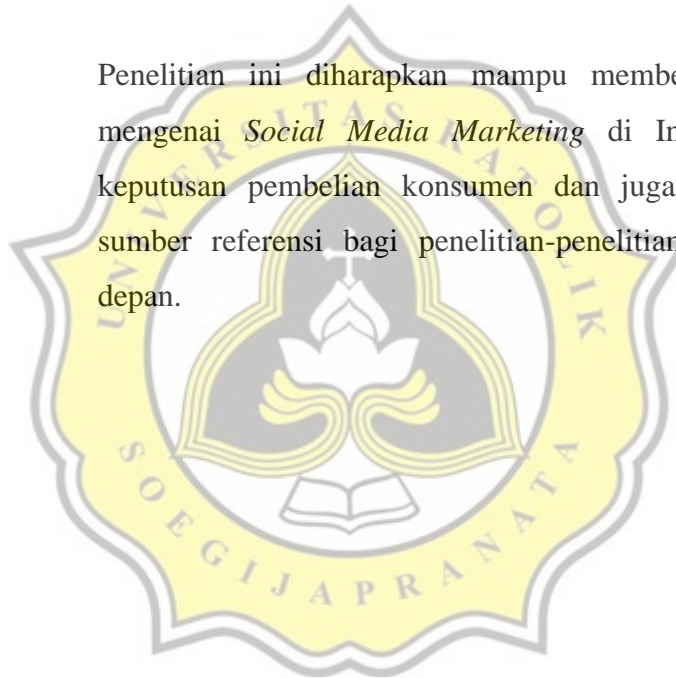 Penelitian ini diharapkan mampu membe
mengenai Social Media Marketing di In
keputusan pembelian konsumen dan juga
sumber referensi bagi penelitian-penelitian
depan.
UNIVERSITAS KATOLIK
SOEGIJAPRANATA